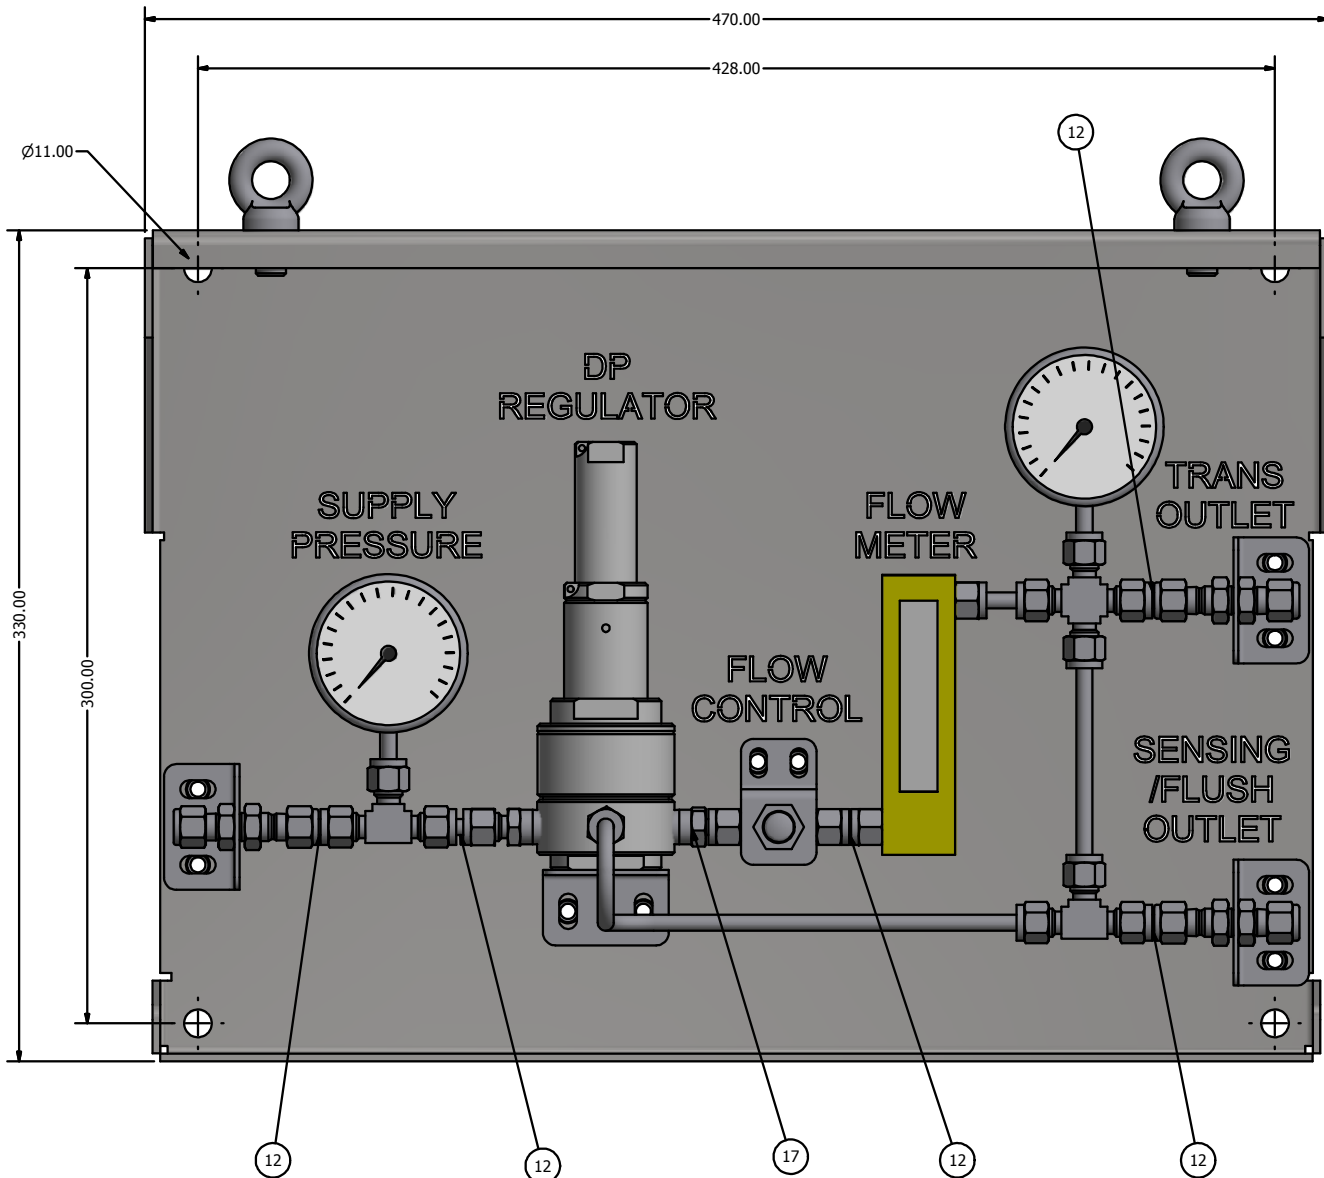 470.00
428.00
12
Ø11.00
DP
REGULATOR
TRANS
OUTLET
SUPPLY
PRESSURE
FLOW
METER
330.00
300.00
FLOW
CONTROL
SENSING
/FLUSH
OUTLET
12
12
17
12
12